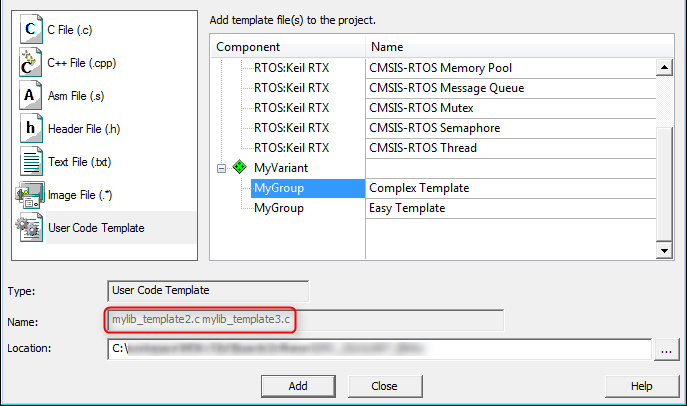 Add template file(s) to the project.
C File (.c)
C++ File (.cpp)
Asm File (.s)
Header File (.h)
Text File (.txt)
Image File (.*)
User Code Template
Component Name
RTOS:Keil RTX CMSIS-RTOS Memory Pool
RTOS:Keil RTX CMSIS-RTOS Message Queue
RTOS:Keil RTX CMSIS-RTOS Mutex
RTOS:Keil RTX CMSIS-RTOS Semaphore
RTOS:Keil RTX CMSIS-RTOS Thread
MyVariant
MyGroup Complex Template
MyGroup Easy Template
Type: User Code Template
Name: mylib_template2.c mylib_template3.c
Location: C:\
...
Add Close Help